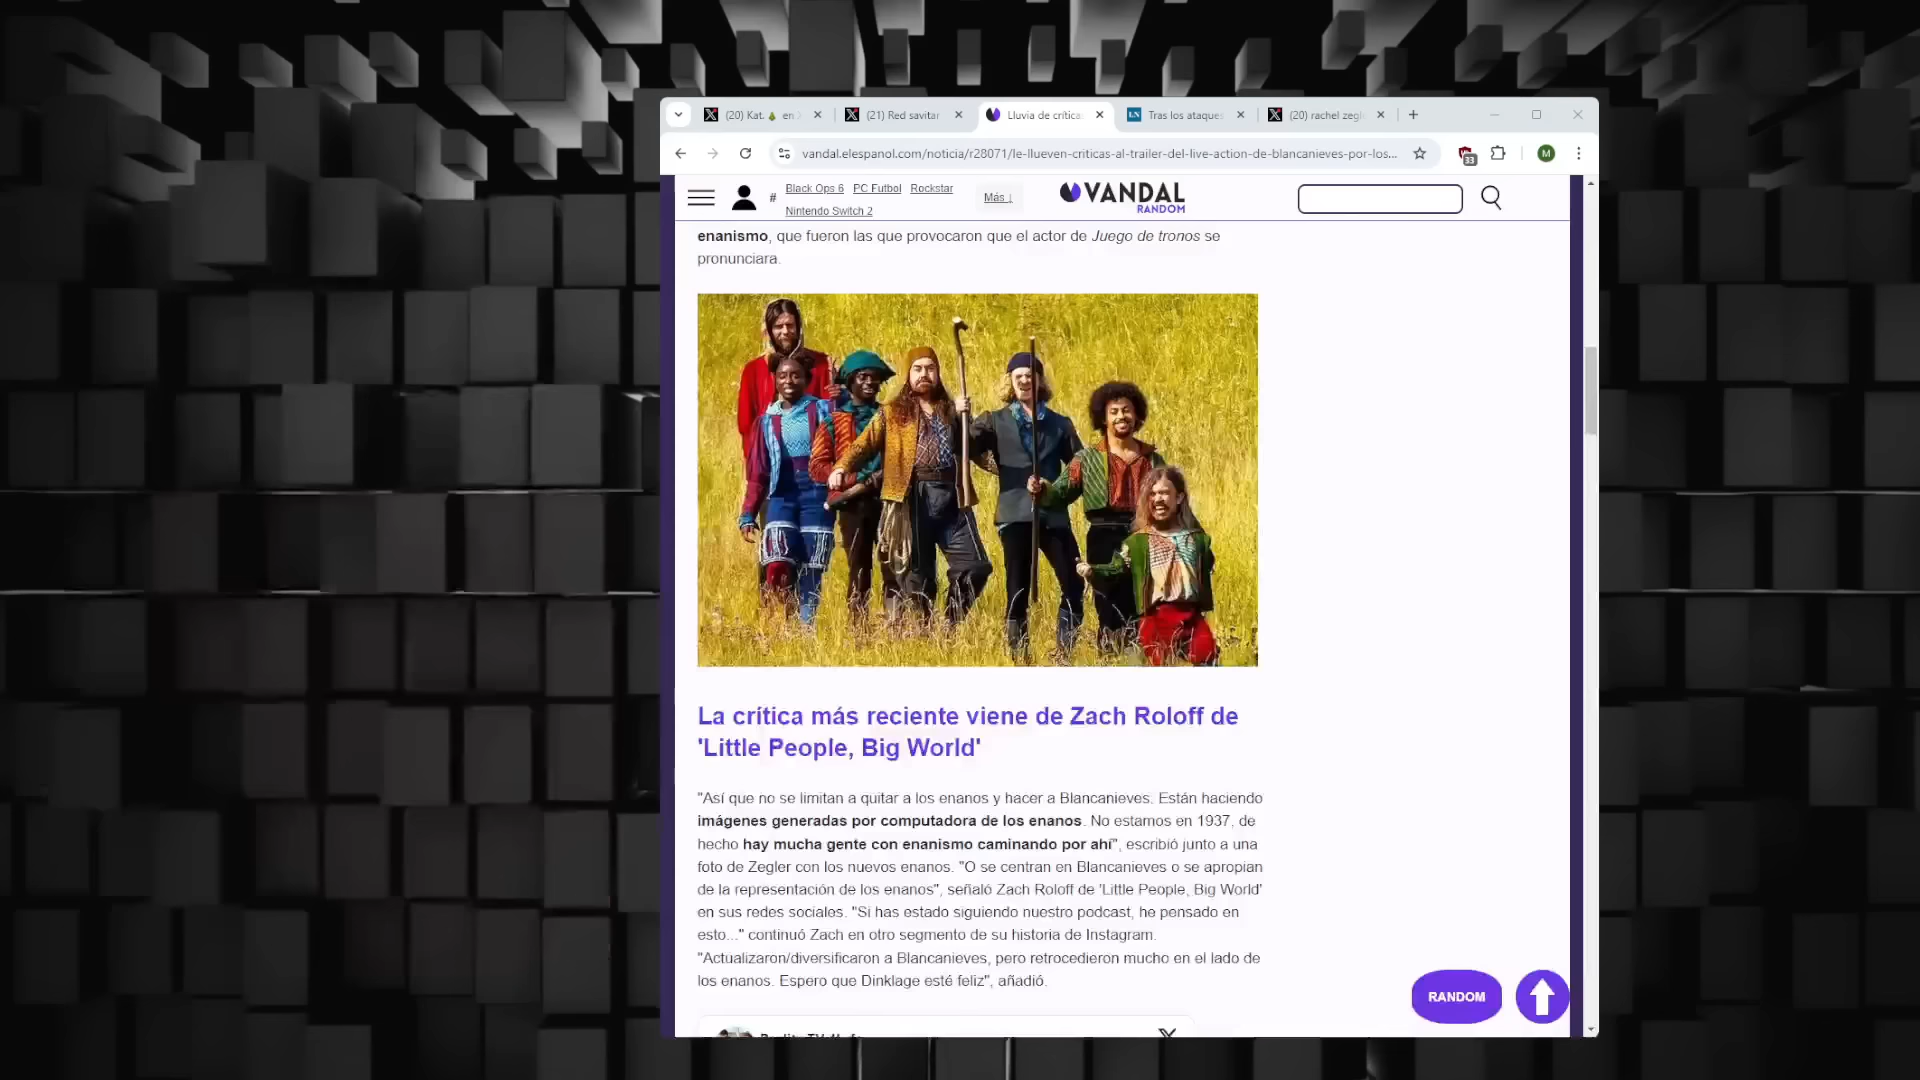 (20) Kat. en
(21) Red savitar
Lluvia de crítica
Tras los ataques
(20) rachel zegl
vandal.elespanol.com/noticia/r28071/le-llueven-criticas-al-trailer-del-live-action-de-blancanieves-por-los...
33
M
# Black Ops 6 PC Futbol Rockstar
Nintendo Switch 2
Más ↓
VANDAL
RANDOM
enanismo, que fueron las que provocaron que el actor de Juego de tronos se
pronunciara.
La crítica más reciente viene de Zach Roloff de
'Little People, Big World'
"Así que no se limitan a quitar a los enanos y hacer a Blancanieves. Están haciendo
imágenes generadas por computadora de los enanos. No estamos en 1937, de
hecho hay mucha gente con enanismo caminando por ahí", escribió junto a una
foto de Zegler con los nuevos enanos. "O se centran en Blancanieves o se apropian
de la representación de los enanos", señaló Zach Roloff de 'Little People, Big World'
en sus redes sociales. "Si has estado siguiendo nuestro podcast, he pensado en
esto..." continuó Zach en otro segmento de su historia de Instagram.
"Actualizaron/diversificaron a Blancanieves, pero retrocedieron mucho en el lado de
los enanos. Espero que Dinklage esté feliz", añadió.
RANDOM